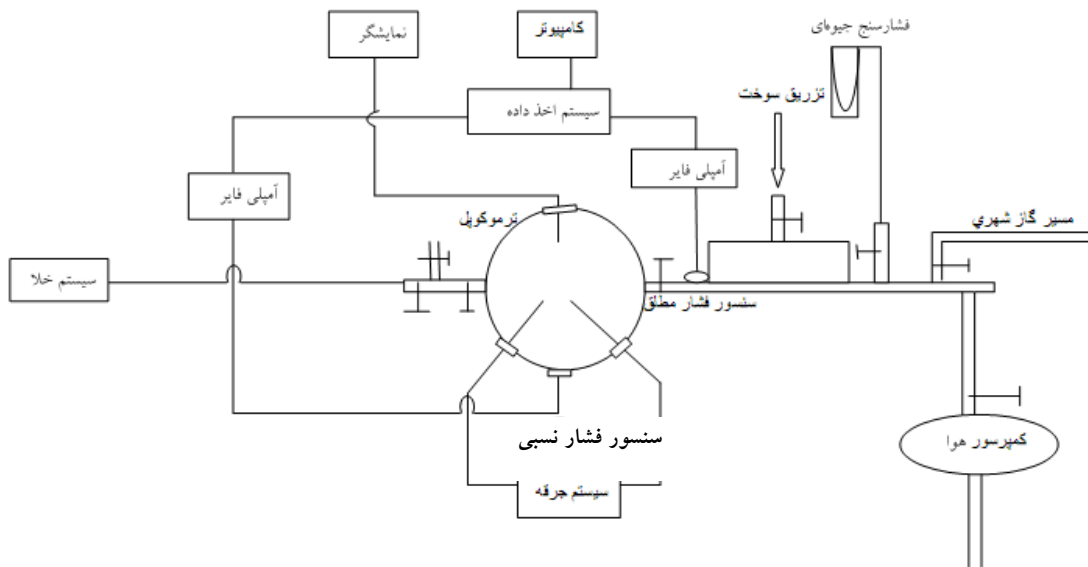 فشارسنج جیوه‌ای
کامپیوتر
نمایشگر
تزریق سوخت
سیستم اخذ داده
آمپلی فایر
آمپلی فایر
ترموکوپل
مسیر گاز شهري
سیستم خلا
سنسور فشار مطلق
سنسور فشار نسبی
کمپرسور هوا
سیستم جرقه